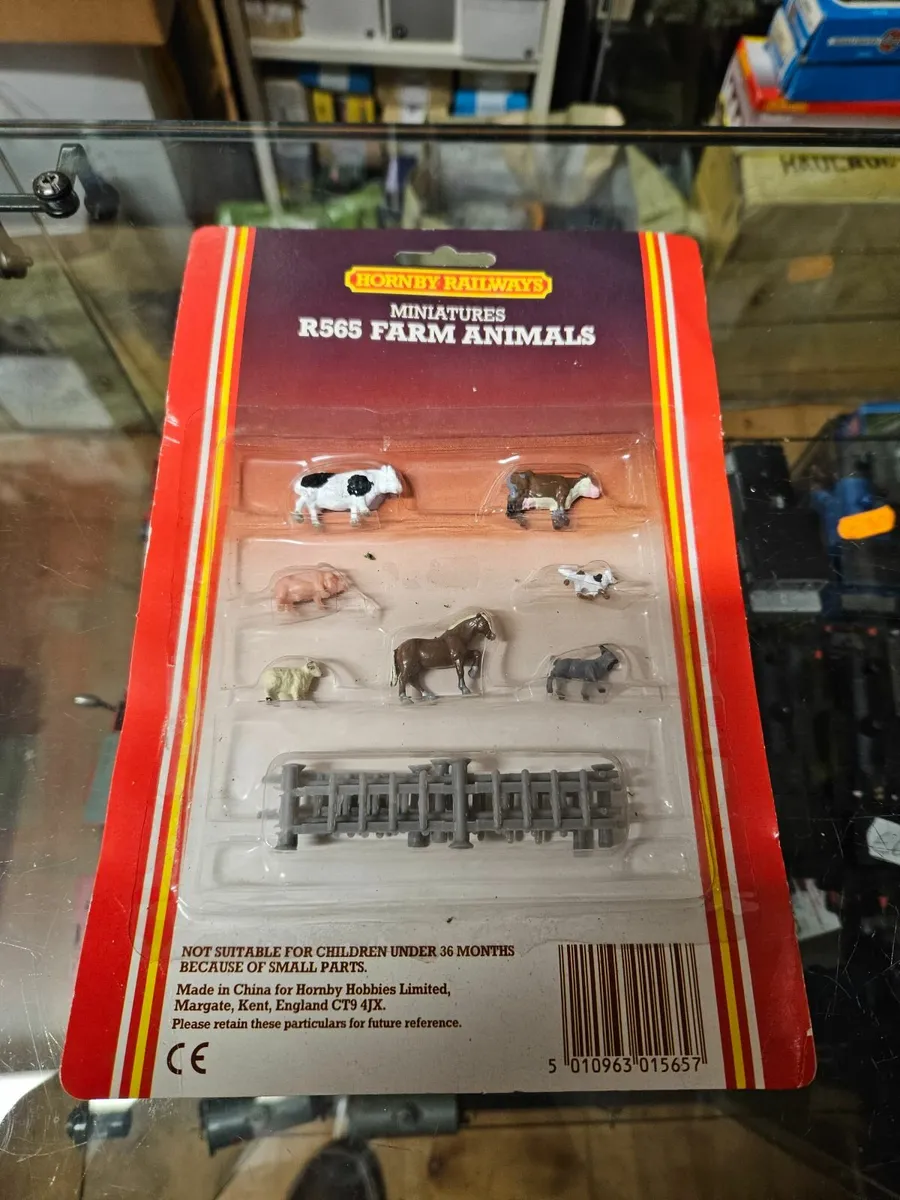 HORNBY RAILWAYS
MINIATURES
R565 FARM ANIMALS
NOT SUITABLE FOR CHILDREN UNDER 36 MONTHS
BECAUSE OF SMALL PARTS.
Made in China for Hornby Hobbies Limited,
Margate, Kent, England CT9 4JX.
Please retain these particulars for future reference.
CE
5 010963 015657